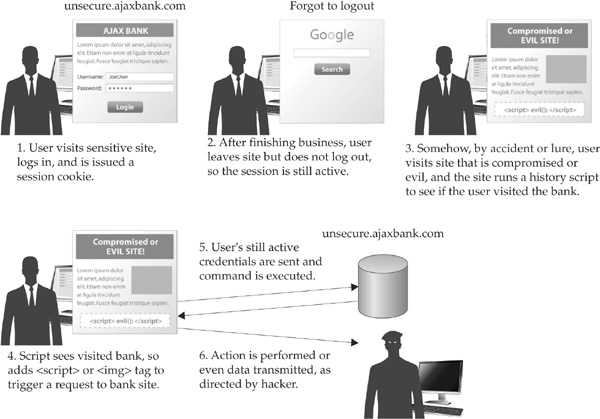 unsecure.ajaxbank.com
AJAX BANK
Lorem ipsum dolor sit amet,adipiscing
elit. Etiam non enim at ligula tincidunt
feugiat. Fusce feugiat tristique sapien.
Username: JoeUser
Password: ••••••
Login
1. User visits sensitive site,
logs in, and is issued a
session cookie.
Forgot to logout
Google
Search
2. After finishing business, user
leaves site but does not log out,
so the session is still active.
Compromised or
EVIL SITE!
Lorem ipsum dolor
sit amet,adipiscing
elit. Etiam non enim
at ligula tincidunt
feugiat. Fusce feugiat tristique sapien.
<script> evil(); </script>
3. Somehow, by accident or lure, user
visits site that is compromised or
evil, and the site runs a history script
to see if the user visited the bank.
Compromised or
EVIL SITE!
Lorem ipsum dolor
sit amet,adipiscing
elit. Etiam non enim
at ligula tincidunt
feugiat. Fusce feugiat tristique sapien.
<script> evil(); </script>
4. Script sees visited bank, so
adds <script> or <img> tag to
trigger a request to bank site.
unsecure.ajaxbank.com
5. User's still active
credentials are sent and
command is executed.
6. Action is performed or
even data transmitted, as
directed by hacker.